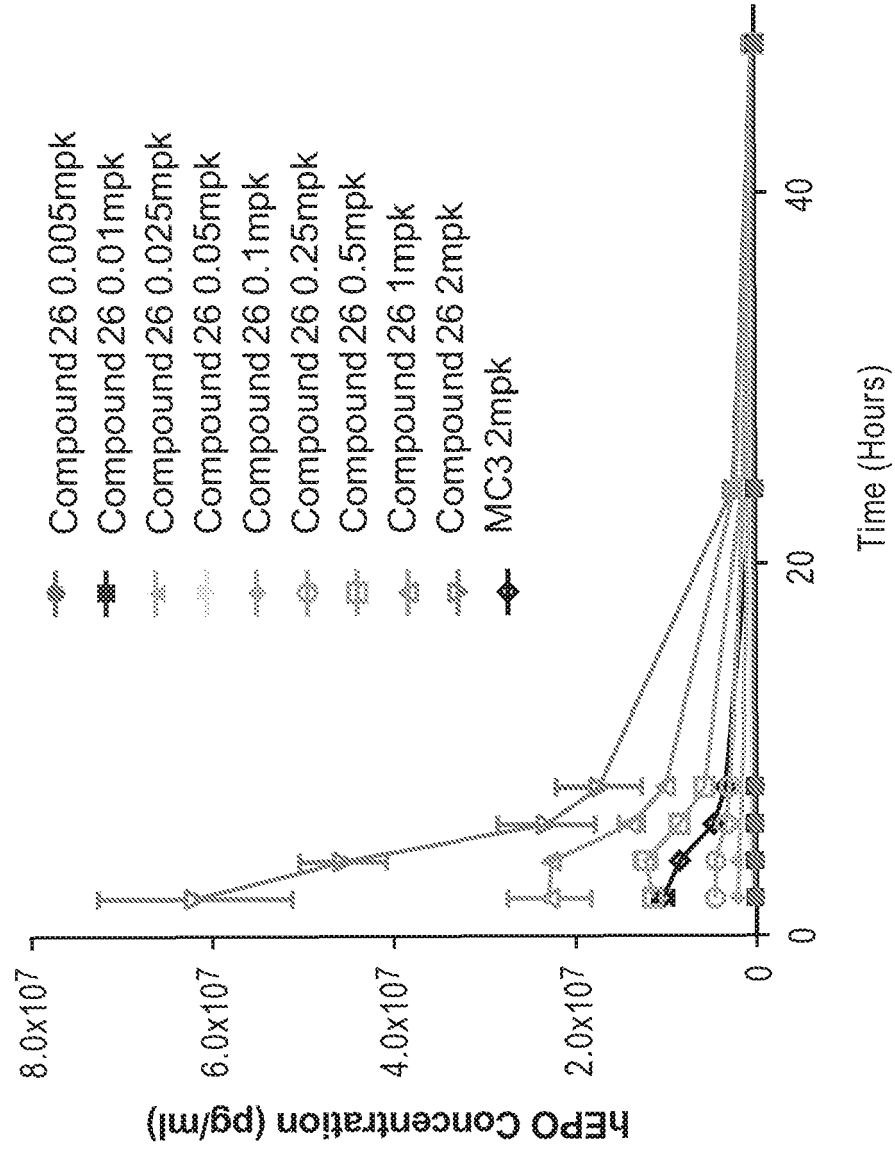 8.0x10⁷
6.0x10⁷
4.0x10⁷
2.0x10⁷
0
hEPO Concentration (pg/ml)
0
20
40
Time (Hours)
Compound 26 0.005mpk
Compound 26 0.01mpk
Compound 26 0.025mpk
Compound 26 0.05mpk
Compound 26 0.1mpk
Compound 26 0.25mpk
Compound 26 0.5mpk
Compound 26 1mpk
Compound 26 2mpk
MC3 2mpk